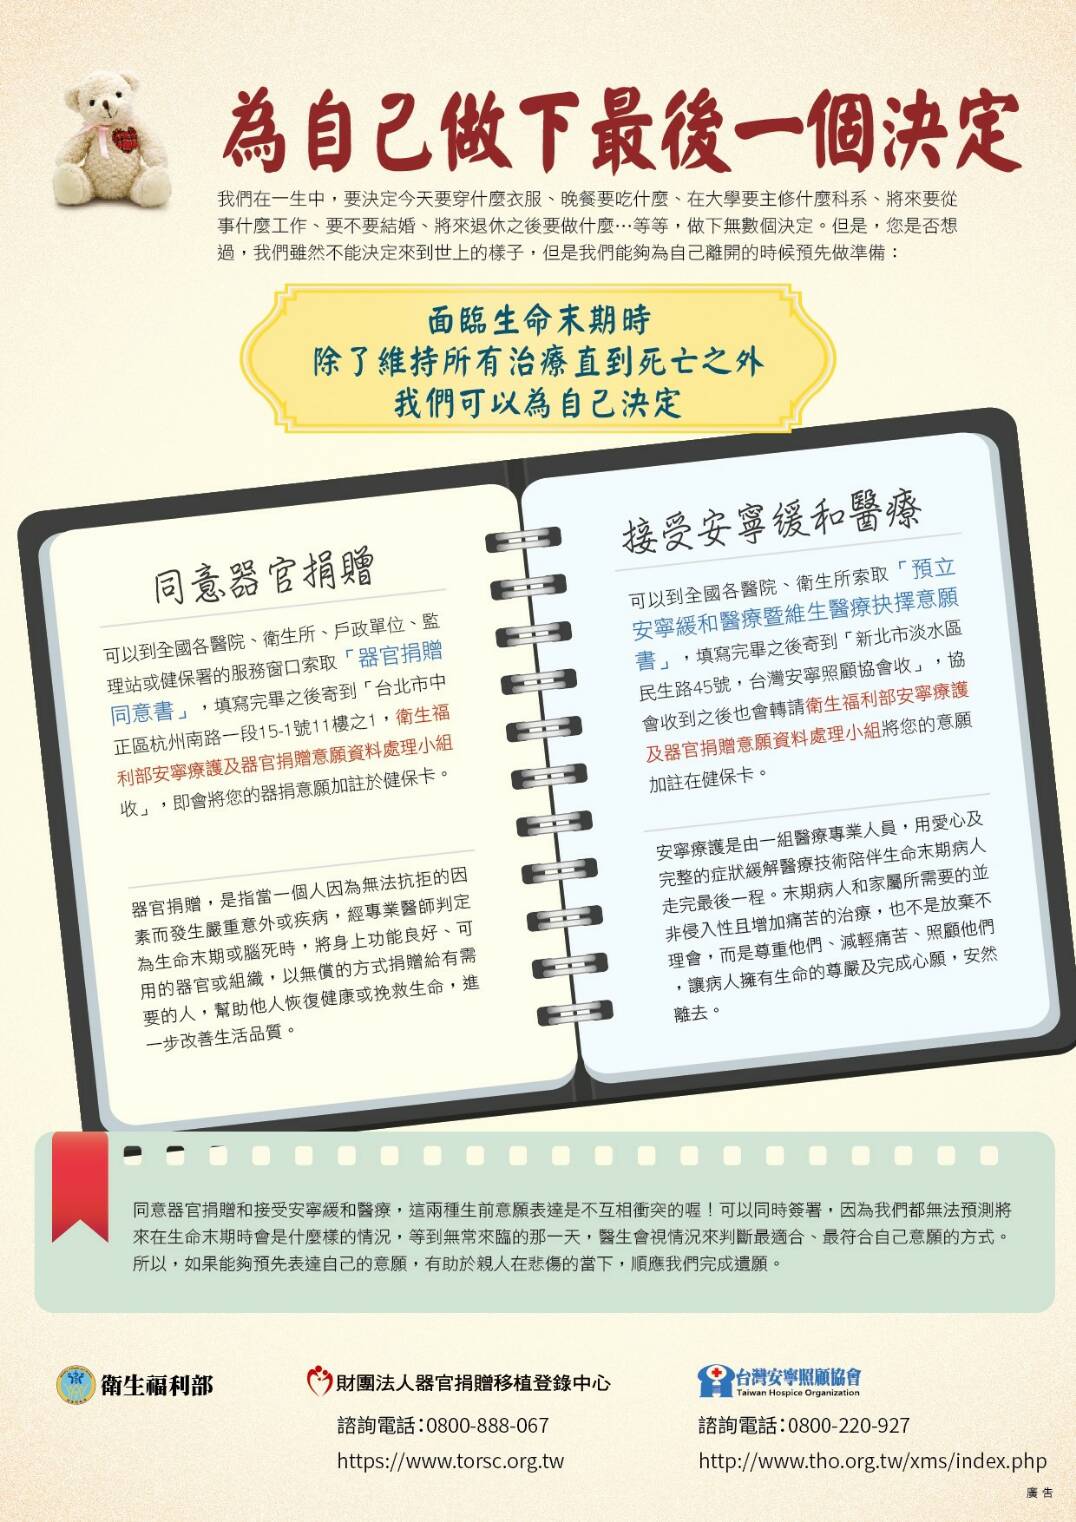 為自己做下最後一個決定
我們在一生中，要決定今天要穿什麼衣服、晚餐要吃什麼、在大學要主修什麼科系、將來要從
事什麼工作、要不要結婚、將來退休之後要做什麼…等等，做下無數個決定。但是，您是否想
過，我們雖然不能決定來到世上的樣子，但是我們能夠為自己離開的時候預先做準備：
面臨生命末期時
除了維持所有治療直到死亡之外
我們可以為自己決定
同意器官捐贈
可以到全國各醫院、衛生所、戶政單位、監
理站或健保署的服務窗口索取「器官捐贈
同意書」，填寫完畢之後寄到「台北市中
正區杭州南路一段15-1號11樓之1，衛生福
利部安寧療護及器官捐贈意願資料處理小組
收」，即會將您的器捐意願加註於健保卡。
器官捐贈，是指當一個人因為無法抗拒的因
素而發生嚴重意外或疾病，經專業醫師判定
為生命末期或腦死時，將身上功能良好、可
用的器官或組織，以無償的方式捐贈給有需
要的人，幫助他人恢復健康或挽救生命，進
一步改善生活品質。
接受安寧緩和醫療
可以到全國各醫院、衛生所索取「預立
安寧緩和醫療暨維生醫療抉擇意願
書」，填寫完畢之後寄到「新北市淡水區
民生路45號，台灣安寧照顧協會收」，協
會收到之後也會轉請衛生福利部安寧療護
及器官捐贈意願資料處理小組將您的意願
加註在健保卡。
安寧療護是由一組醫療專業人員，用愛心及
完整的症狀緩解醫療技術陪伴生命末期病人
走完最後一程。末期病人和家屬所需要的並
非侵入性且增加痛苦的治療，也不是放棄不
理會，而是尊重他們、減輕痛苦、照顧他們
，讓病人擁有生命的尊嚴及完成心願，安然
離去。
同意器官捐贈和接受安寧緩和醫療，這兩種生前意願表達是不互相衝突的喔！可以同時簽署，因為我們都無法預測將
來在生命末期時會是什麼樣的情況，等到無常來臨的那一天，醫生會視情況來判斷最適合、最符合自己意願的方式。
所以，如果能夠預先表達自己的意願，有助於親人在悲傷的當下，順應我們完成遺願。
衛生福利部
財團法人器官捐贈移植登錄中心
諮詢電話：0800-888-067
https://www.torsc.org.tw
台灣安寧照顧協會
Taiwan Hospice Organization
諮詢電話：0800-220-927
http://www.tho.org.tw/xms/index.php
廣告